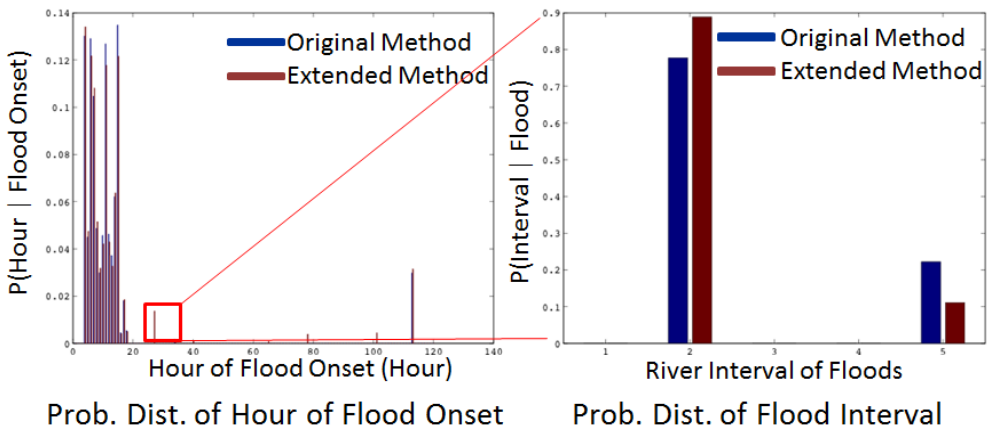 Original Method
Extended Method
P(Hour | Flood Onset)
0.14
0.12
0.1
0.08
0.06
0.04
0.02
0
0 20 40 60 80 100 120 140
Hour of Flood Onset (Hour)
Prob. Dist. of Hour of Flood Onset
Original Method
Extended Method
P(Interval | Flood)
0.9
0.8
0.7
0.6
0.5
0.4
0.3
0.2
0.1
0
1 2 3 4 5
River Interval of Floods
Prob. Dist. of Flood Interval